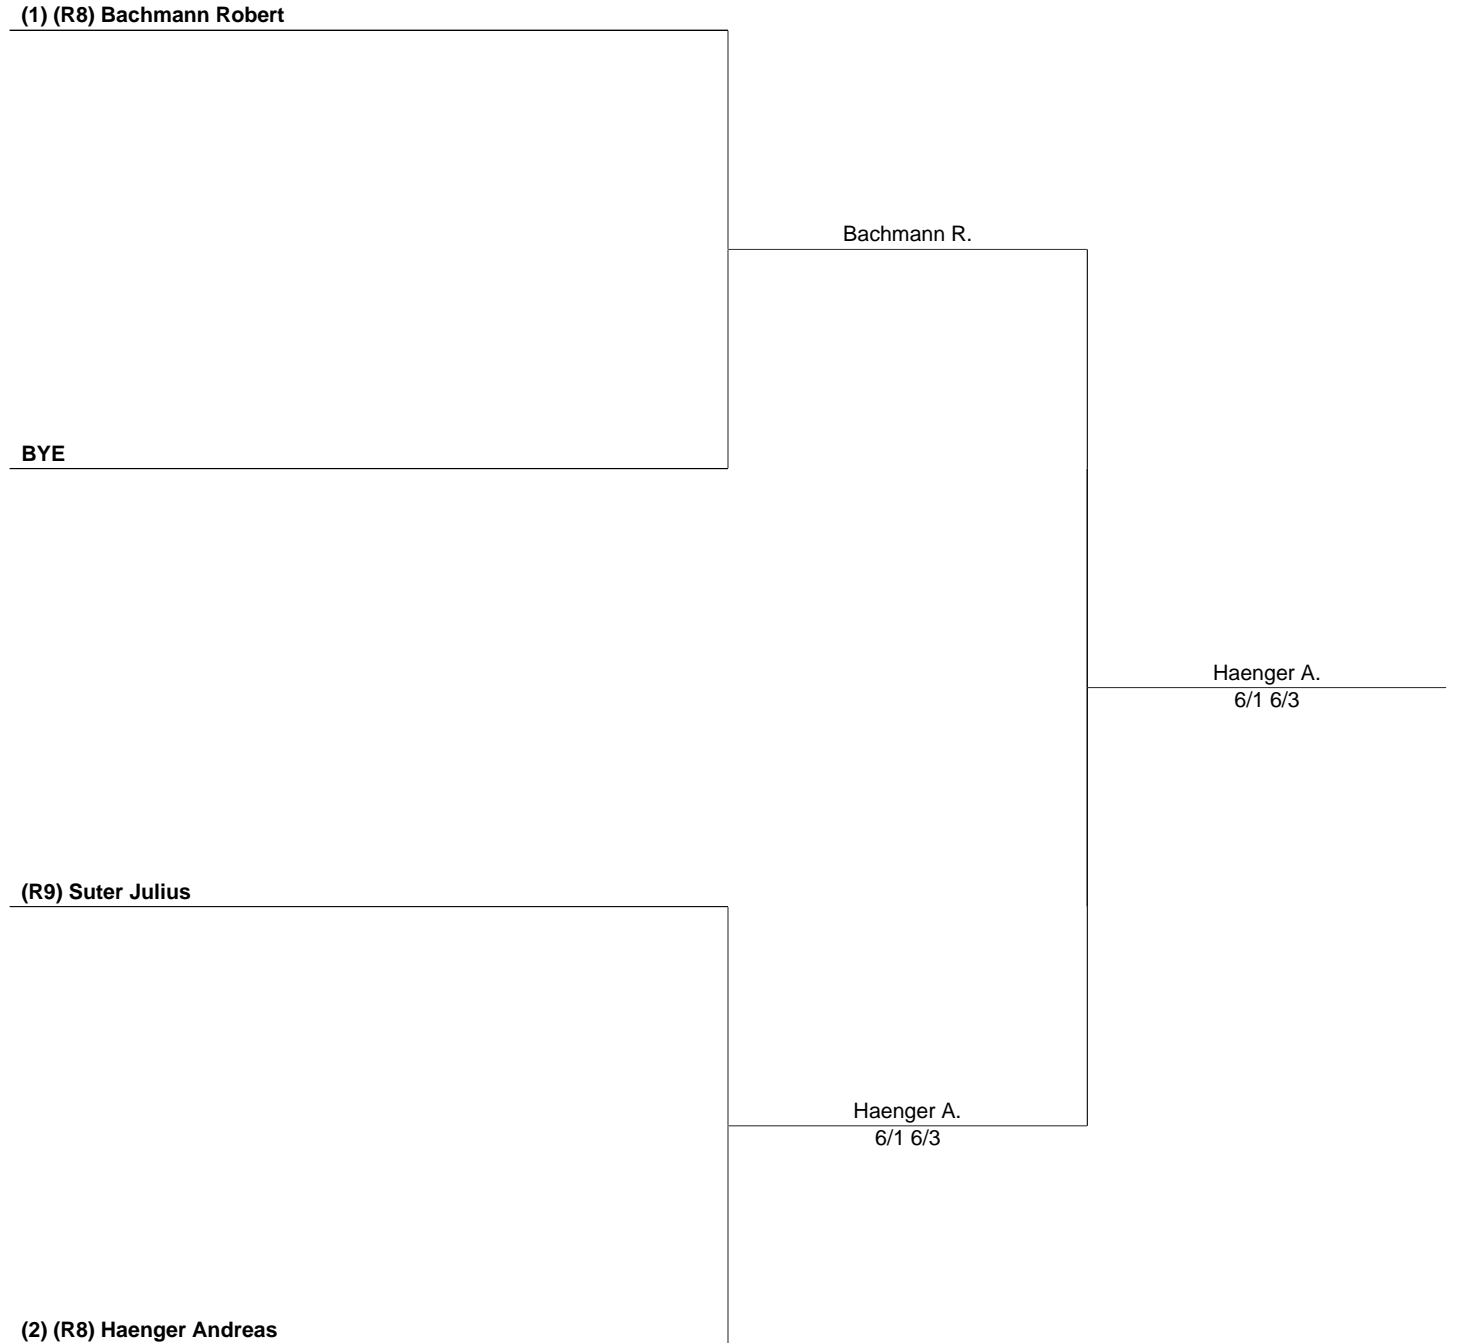 (1) (R8) Bachmann Robert
Bachmann R.
BYE
Haenger A.
6/1 6/3
(R9) Suter Julius
Haenger A.
6/1 6/3
(2) (R8) Haenger Andreas